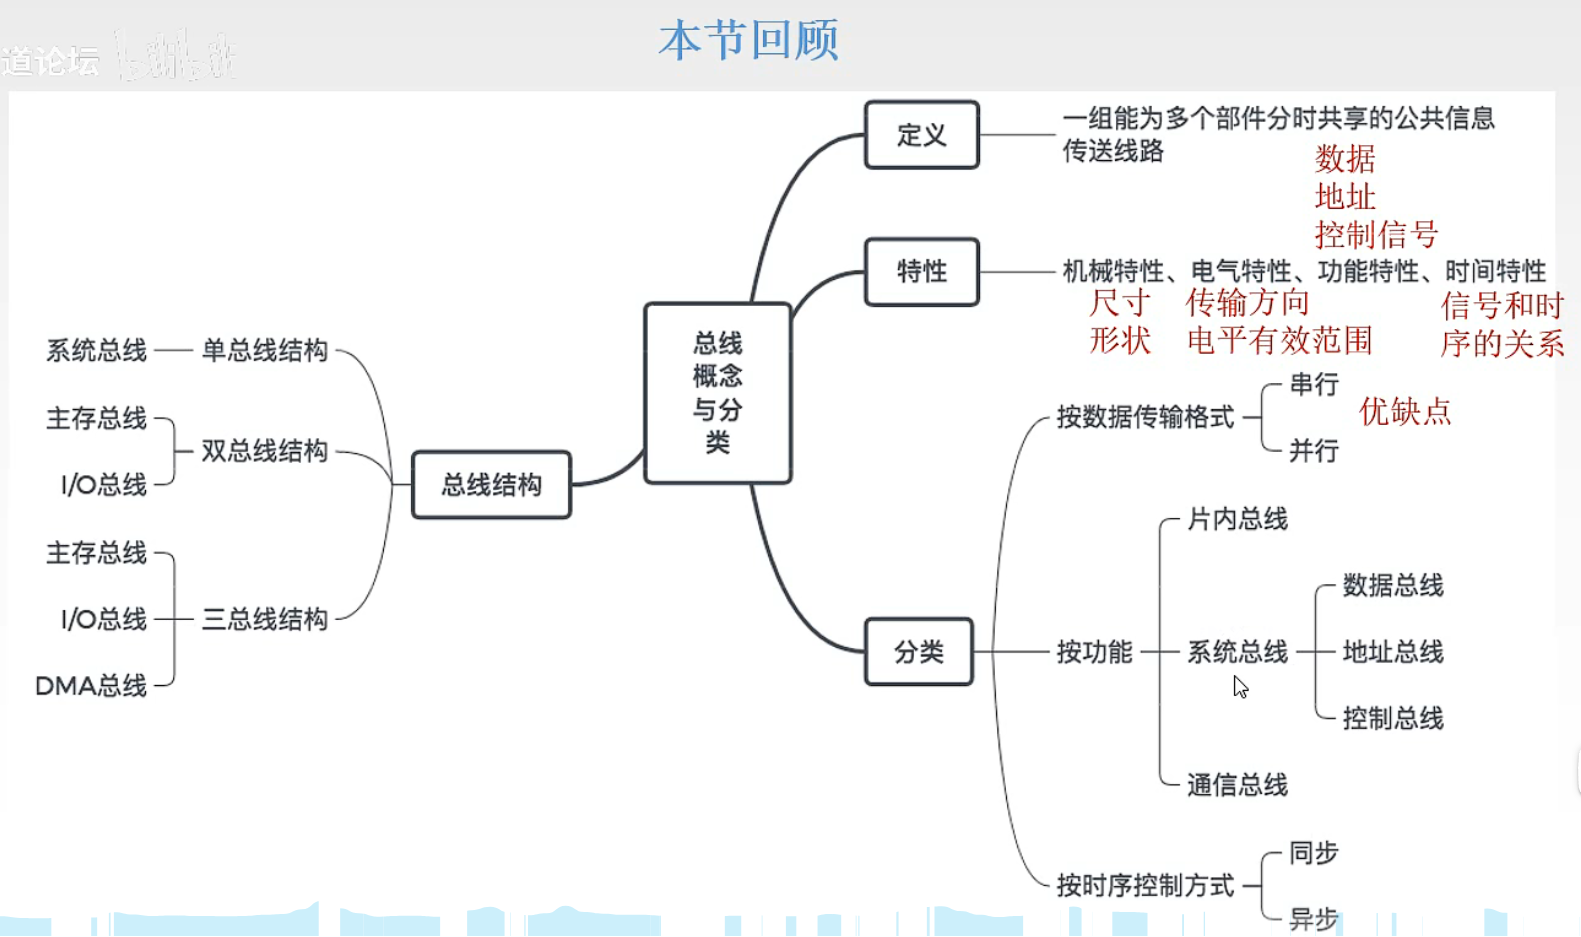 本节回顾
道论坛
bilibili
定义
一组能为多个部件分时共享的公共信息
传送线路
数据
地址
控制信号
特性
机械特性、电气特性、功能特性、时间特性
尺寸
形状
传输方向
电平有效范围
信号和时
序的关系
总线
概念
与分
类
总线结构
单总线结构
系统总线
双总线结构
主存总线
I/O总线
三总线结构
主存总线
I/O总线
DMA总线
分类
按数据传输格式
串行
并行
优缺点
按功能
片内总线
系统总线
数据总线
地址总线
控制总线
通信总线
按时序控制方式
同步
异步